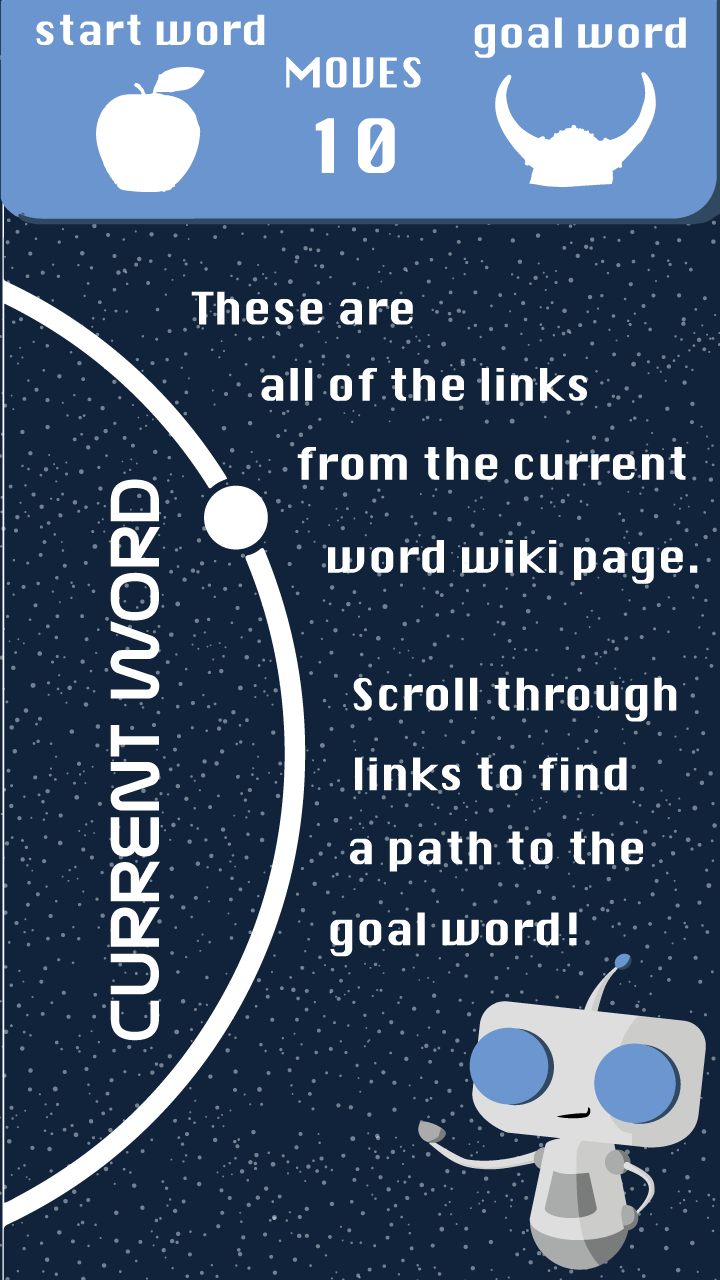 start word
goal word
MOVES
10
These are
all of the links
from the current
word wiki page.
CURRENT WORD
Scroll through
links to find
a path to the
goal word!